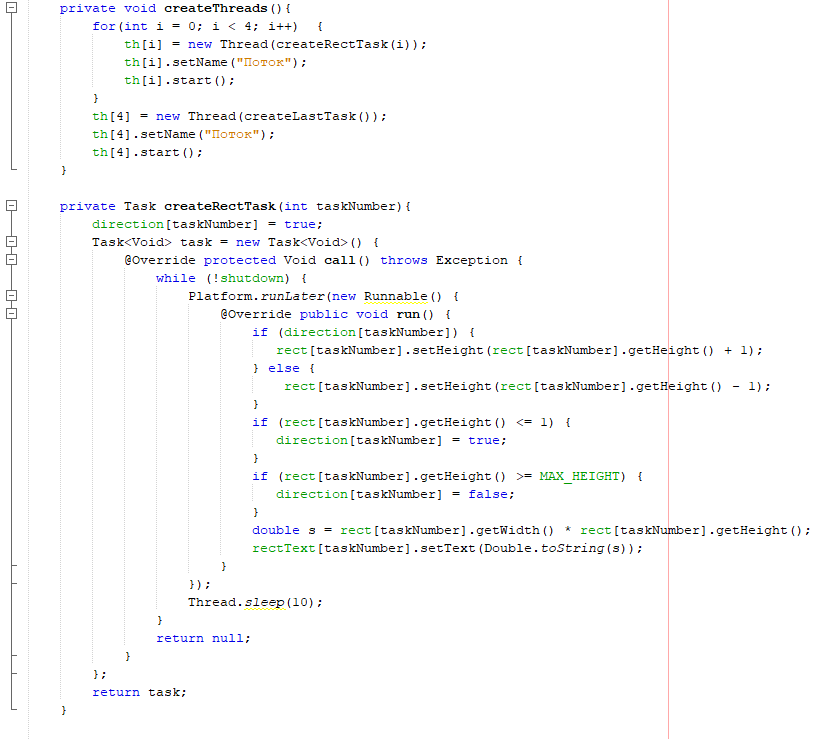 private void createThreads(){
for(int i = 0; i < 4; i++)  {
th[i] = new Thread(createRectTask(i));
th[i].setName("Поток");
th[i].start();
}
th[4] = new Thread(createLastTask());
th[4].setName("Поток");
th[4].start();
}
private Task createRectTask(int taskNumber){
direction[taskNumber] = true;
Task<Void> task = new Task<Void>() {
@Override protected Void call() throws Exception {
while (!shutdown) {
Platform.runLater(new Runnable() {
@Override public void run() {
if (direction[taskNumber]) {
rect[taskNumber].setHeight(rect[taskNumber].getHeight() + 1);
} else {
rect[taskNumber].setHeight(rect[taskNumber].getHeight() - 1);
}
if (rect[taskNumber].getHeight() <= 1) {
direction[taskNumber] = true;
}
if (rect[taskNumber].getHeight() >= MAX_HEIGHT) {
direction[taskNumber] = false;
}
double s = rect[taskNumber].getWidth() * rect[taskNumber].getHeight();
rectText[taskNumber].setText(Double.toString(s));
}
});
Thread.sleep(10);
}
return null;
}
};
return task;
}